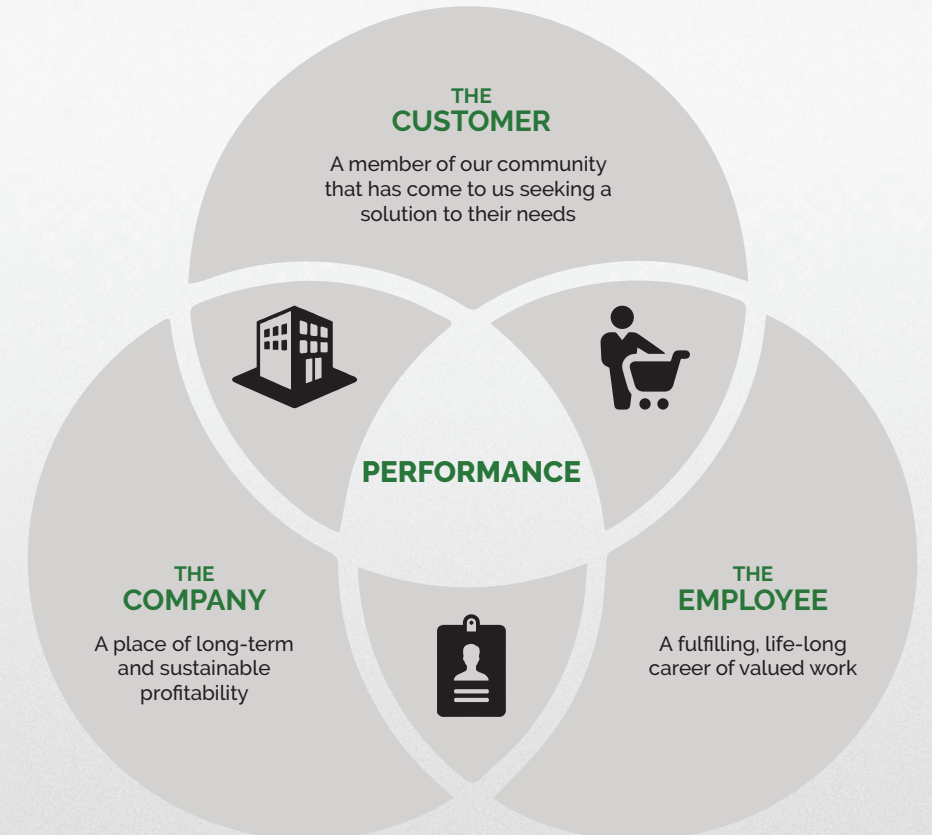 THE
CUSTOMER
A member of our community
that has come to us seeking a
solution to their needs
PERFORMANCE
THE
COMPANY
A place of long-term
and sustainable
profitability
THE
EMPLOYEE
A fulfilling, life-long
career of valued work